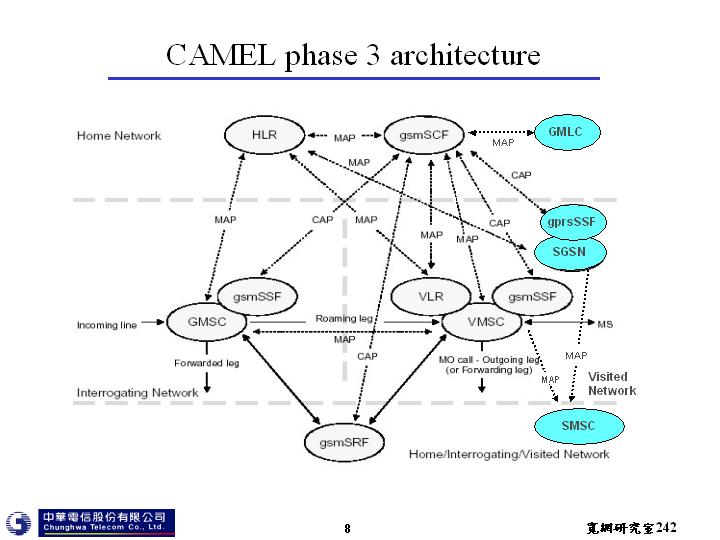 CAMEL phase 3 architecture
Home Network
HLR
MAP
gsmSCF
MAP
GMLC
MAP
CAP
MAP
CAP
MAP
MAP
MAP
CAP
gprsSSF
SGSN
gsmSSF
VLR
gsmSSF
Incoming line
GMSC
Roaming leg
VMSC
MS
MAP
Forwarded leg
CAP
MO call - Outgoing leg
(or Forwarding leg)
MAP
MAP
Visited
Network
Interrogating Network
SMSC
gsmSRF
Home/Interrogating/Visited Network
中華電信股份有限公司
Chunghwa Telecom Co., Ltd.
8
寬網研究室242